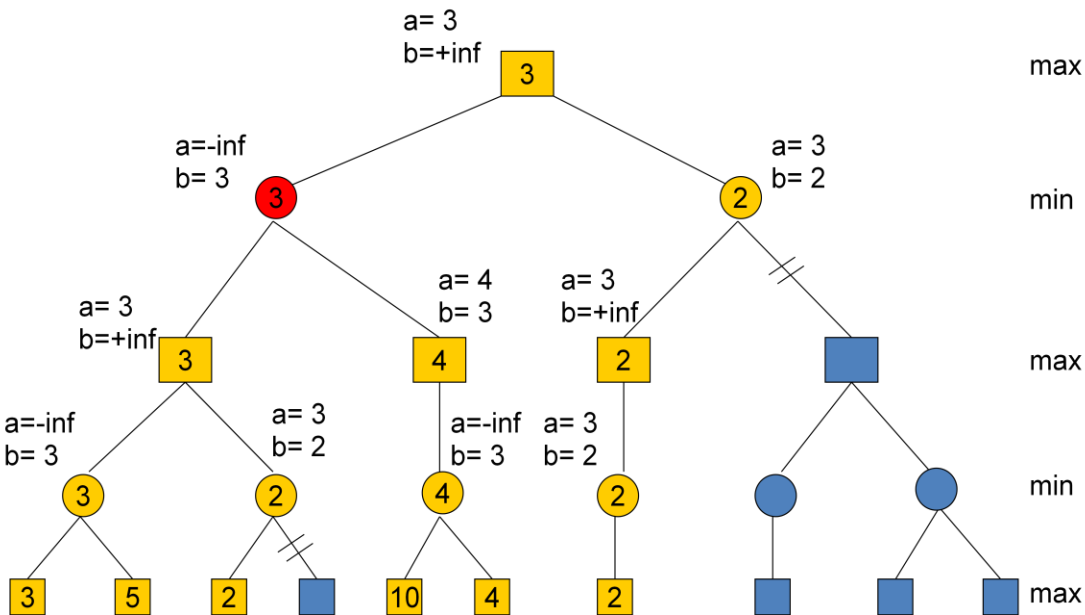 a= 3
b=+inf
3
max
a=-inf
b= 3
3
a= 3
b= 2
2
min
a= 3
b=+inf
3
a= 4
b= 3
4
a= 3
b=+inf
2
max
a=-inf
b= 3
3
a= 3
b= 2
2
a=-inf
b= 3
4
a= 3
b= 2
2
min
3
5
2
10
4
2
max